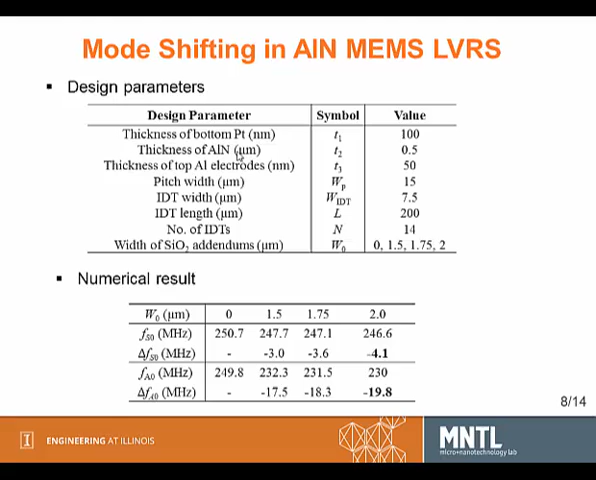 Mode Shifting in AlN MEMS LVRS
▪ Design parameters
Design Parameter Symbol Value
Thickness of bottom Pt (nm) t1 100
Thickness of AlN (μm) t2 0.5
Thickness of top Al electrodes (nm) t3 50
Pitch width (μm) Wp 15
IDT width (μm) WIDT 7.5
IDT length (μm) L 200
No. of IDTs N 14
Width of SiO2 addendums (μm) W0 0, 1.5, 1.75, 2
▪ Numerical result
W0 (μm) 0 1.5 1.75 2.0
fS0 (MHz) 250.7 247.7 247.1 246.6
ΔfS0 (MHz) - -3.0 -3.6 -4.1
fA0 (MHz) 249.8 232.3 231.5 230
ΔfA0 (MHz) - -17.5 -18.3 -19.8
8/14
I ENGINEERING AT ILLINOIS
MNTL
micro+nanotechnology lab